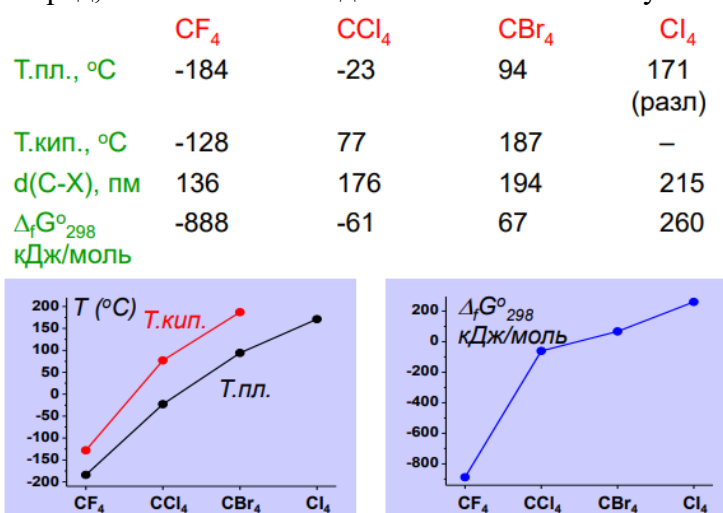 CF₄ CCl₄ CBr₄ CI₄
Т.пл., °C -184 -23 94 171
(разл)
Т.кип., °C -128 77 187 –
d(C-X), пм 136 176 194 215
ΔfG°298 -888 -61 67 260
кДж/моль
T (°C) Т.кип.
Т.пл.
200
150
100
50
0
-50
-100
-150
-200
CF₄ CCl₄ CBr₄ CI₄
ΔfG°298
кДж/моль
200
0
-200
-400
-600
-800
CF₄ CCl₄ CBr₄ CI₄